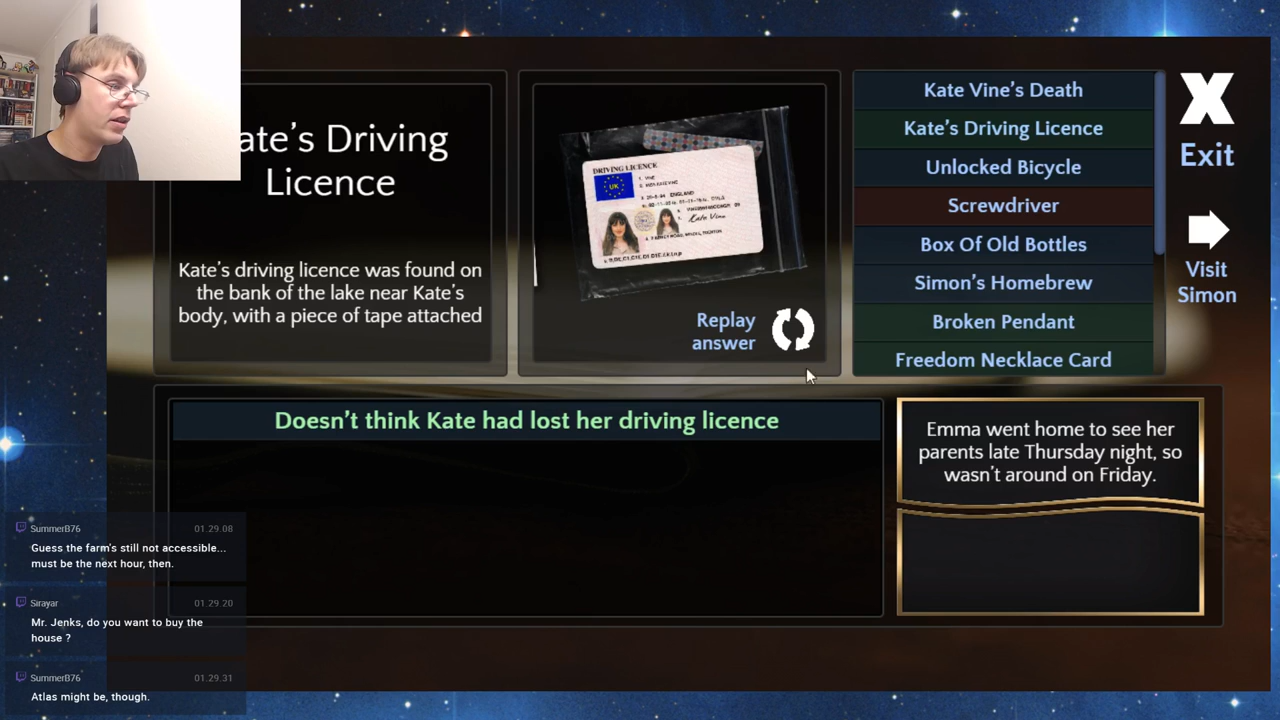 Kate Vine's Death
ate's Driving
Licence
Kate's Driving Licence
Exit
Unlocked Bicycle
DRIVING LICENCE
UK
VINE
ENGLAND
Kate Vine
Screwdriver
Box Of Old Bottles
Visit
Simon
Kate's driving licence was found on
the bank of the lake near Kate's
body, with a piece of tape attached
Simon's Homebrew
Replay
answer
Broken Pendant
Freedom Necklace Card
Doesn't think Kate had lost her driving licence
Emma went home to see her
parents late Thursday night, so
wasn't around on Friday.
SummerB76 01.29.08
Guess the farm's still not accessible...
must be the next hour, then.
Sirayar 01.29.20
Mr. Jenks, do you want to buy the
house ?
SummerB76 01.29.31
Atlas might be, though.